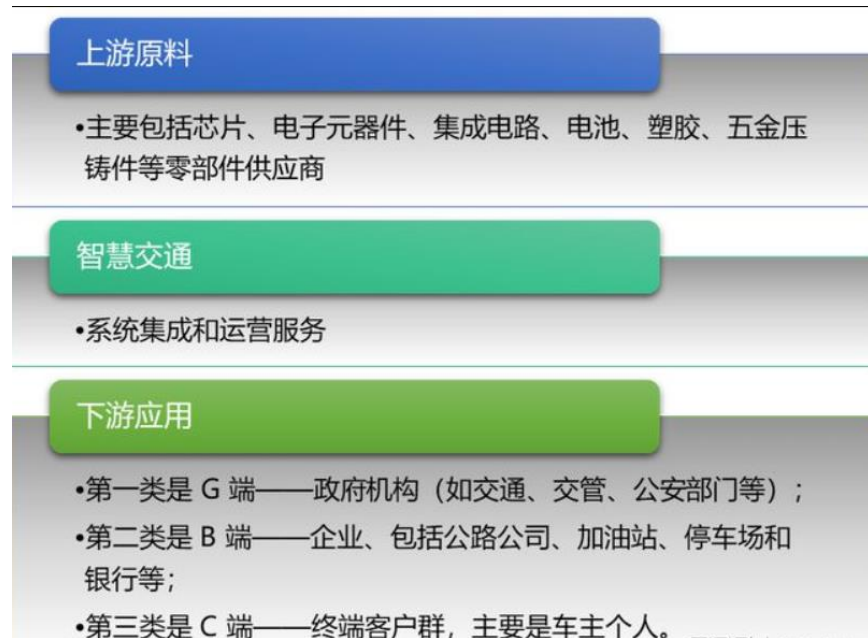 上游原料
•主要包括芯片、电子元器件、集成电路、电池、塑胶、五金压
铸件等零部件供应商
智慧交通
•系统集成和运营服务
下游应用
•第一类是 G 端——政府机构（如交通、交管、公安部门等）;
•第二类是 B 端——企业、包括公路公司、加油站、停车场和
银行等;
•第三类是 C 端——终端客户群，主要是车主个人。